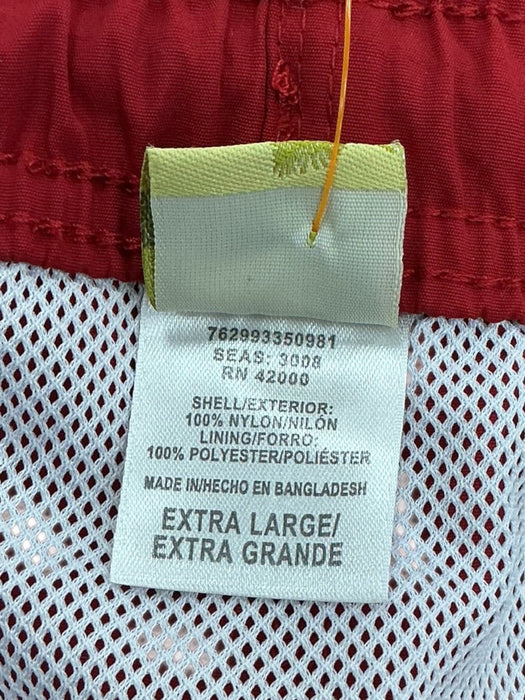 762993350981
SEAS: 3008
RN 42000
SHELL/EXTERIOR:
100% NYLON/NILÓN
LINING/FORRO:
100% POLYESTER/POLIÉSTER
MADE IN/HECHO EN BANGLADESH
EXTRA LARGE/
EXTRA GRANDE